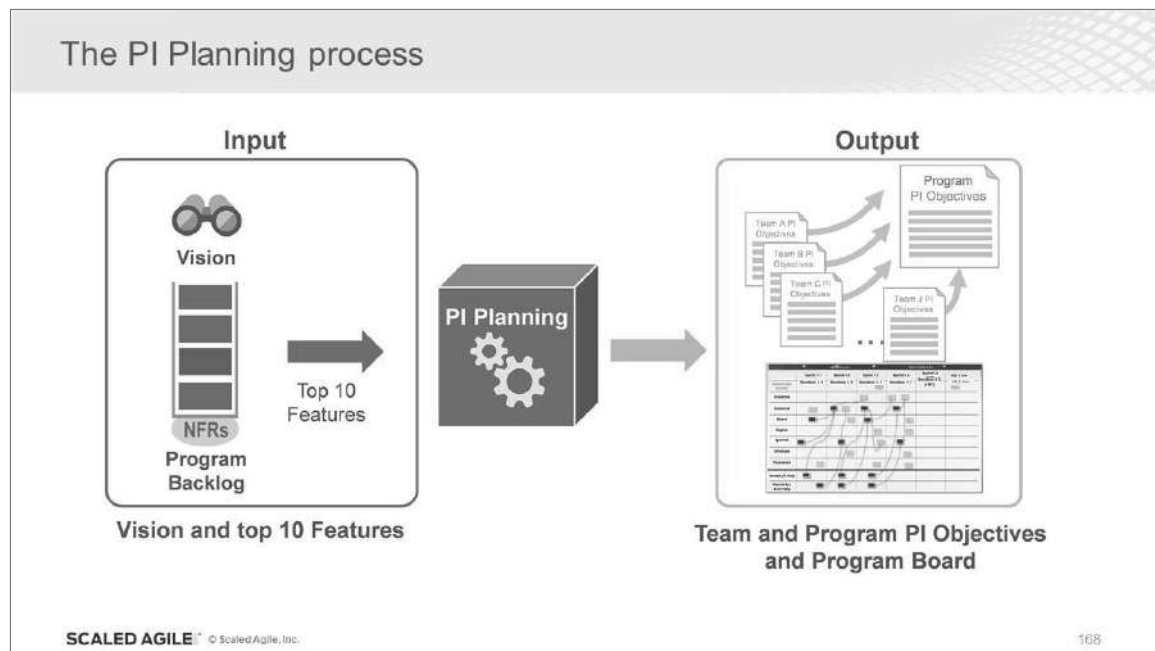 The PI Planning process
Input
Output
Vision
NFRs
Program
Backlog
Top 10
Features
Vision and top 10 Features
PI Planning
Program
PI Objectives
Team A PI
Objectives
Team B PI
Objectives
Team C PI
Objectives
Team J PI
Objectives
...
Team and Program PI Objectives
and Program Board
SCALED AGILE
© Scaled Agile, Inc.
168